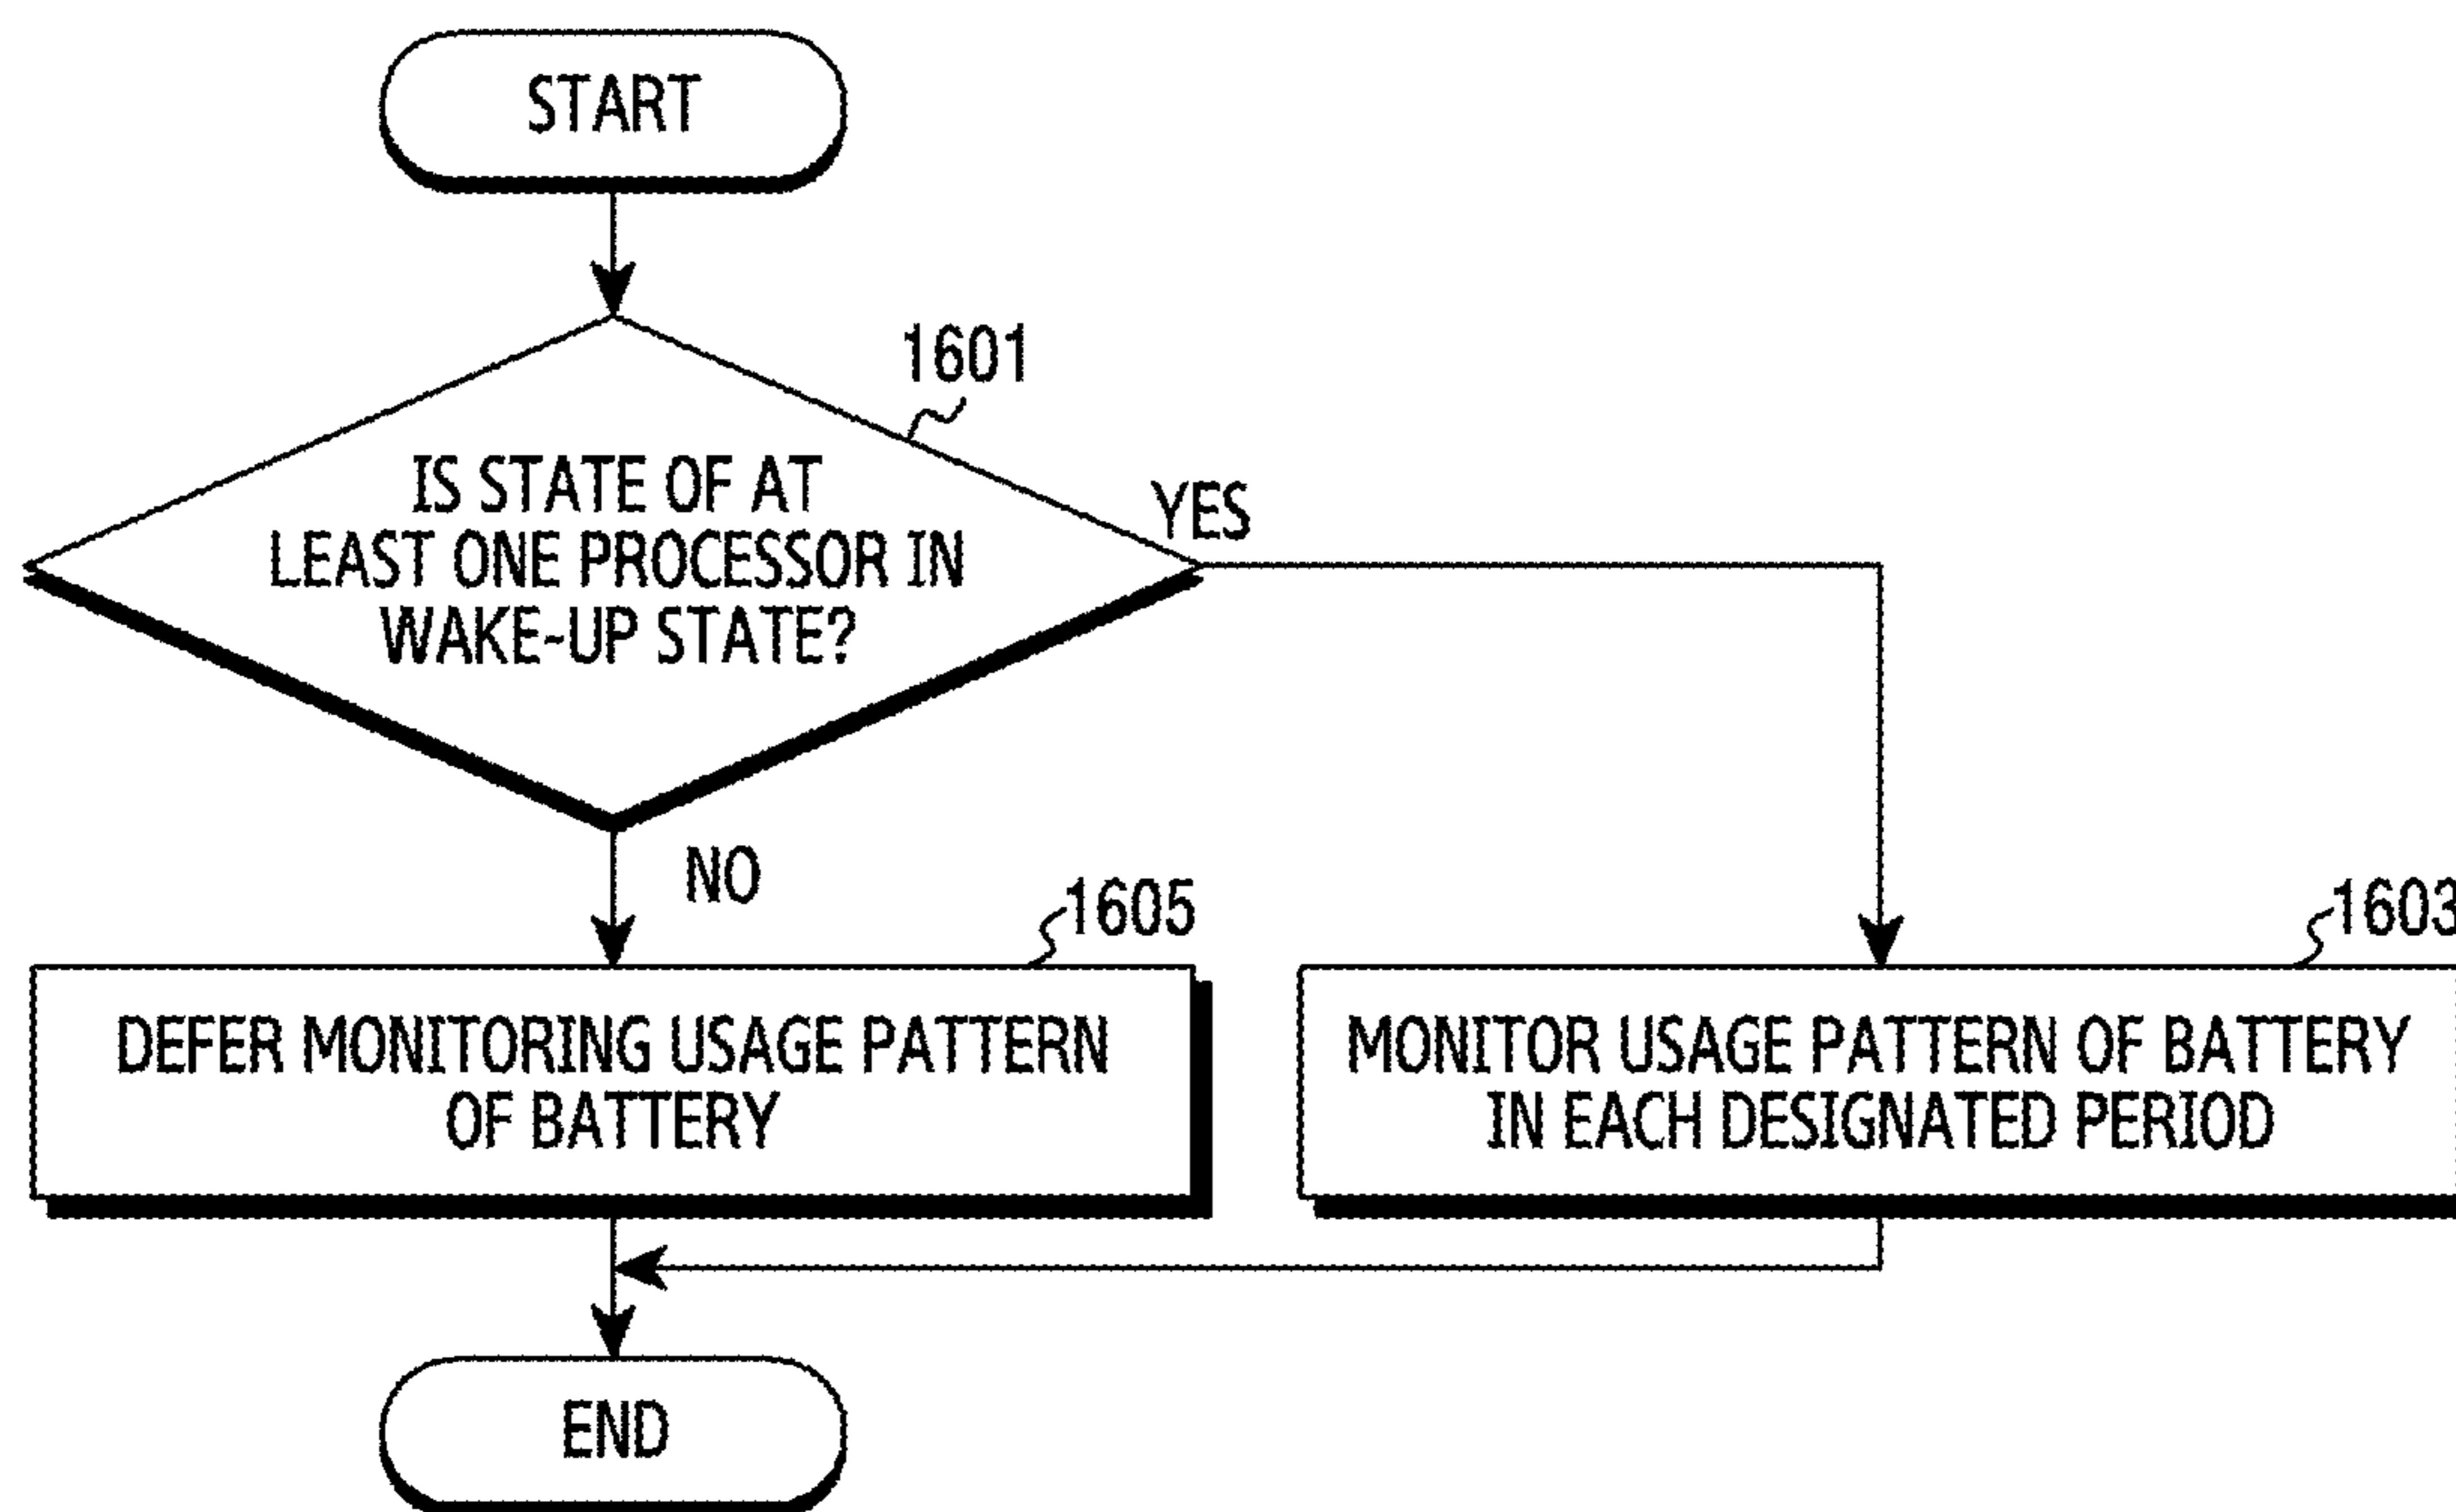 START
1601
IS STATE OF AT
LEAST ONE PROCESSOR IN
WAKE-UP STATE?
YES
NO
1605
DEFER MONITORING USAGE PATTERN
OF BATTERY
1603
MONITOR USAGE PATTERN OF BATTERY
IN EACH DESIGNATED PERIOD
END